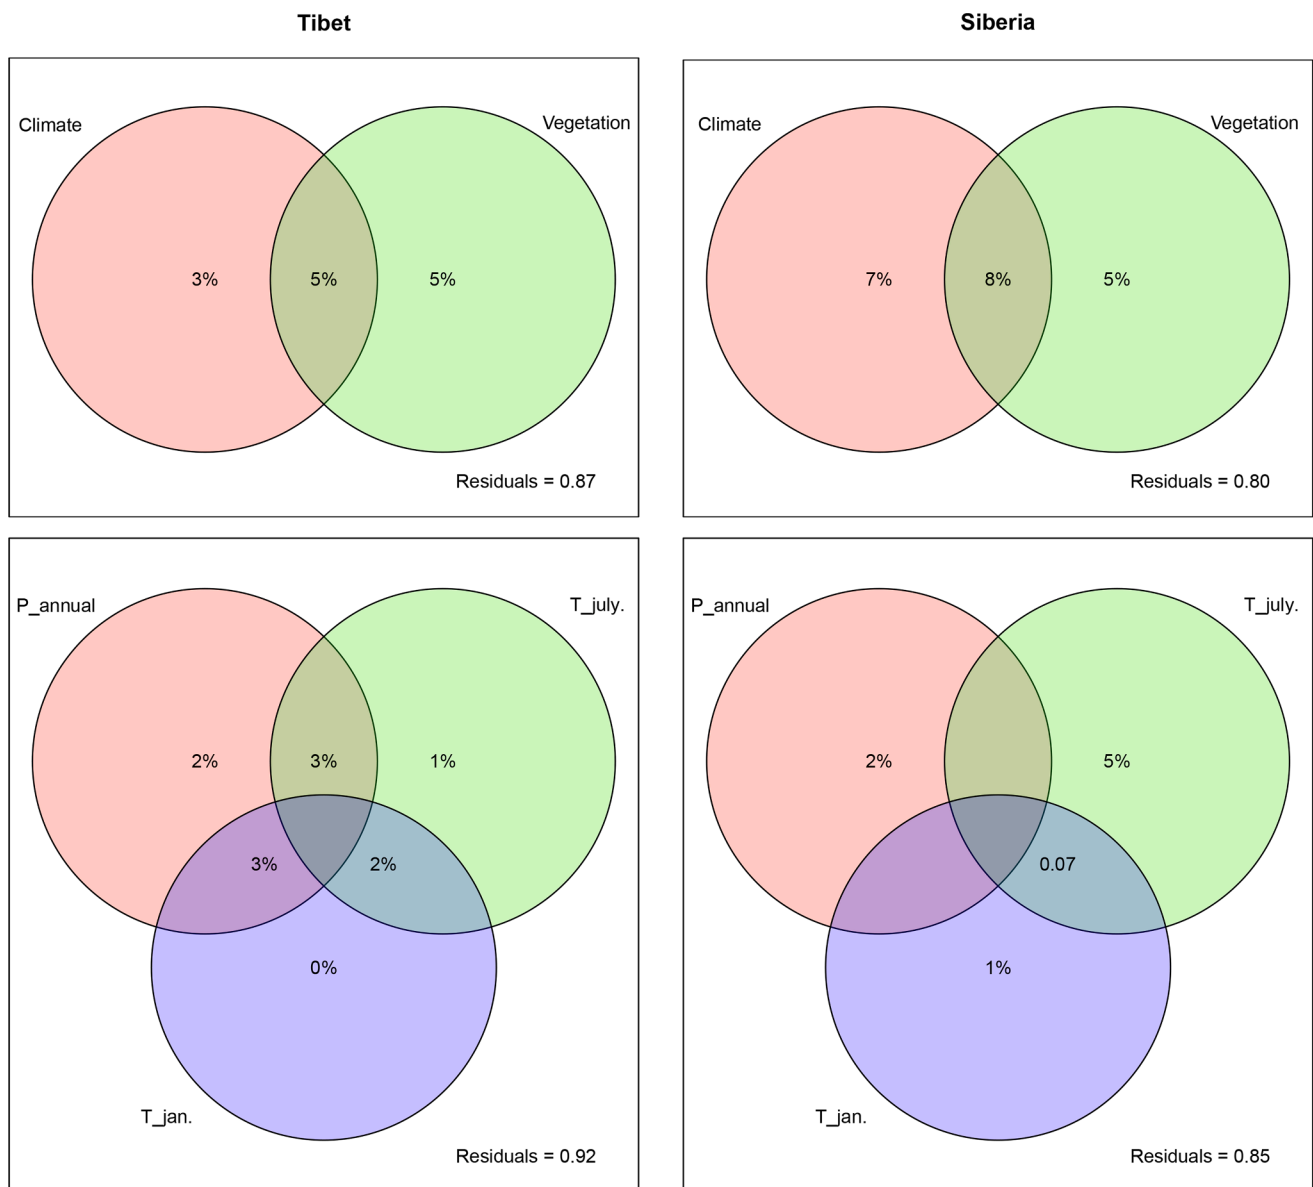 Tibet
Siberia
Climate
Vegetation
3%
5%
5%
Residuals = 0.87
Climate
Vegetation
7%
8%
5%
Residuals = 0.80
P_annual
T_july.
2%
3%
1%
3%
2%
0%
T_jan.
Residuals = 0.92
P_annual
T_july.
2%
5%
0.07
1%
T_jan.
Residuals = 0.85